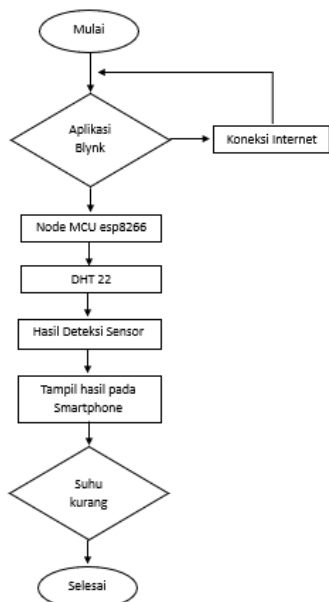 Mulai
Aplikasi
Blynk
Koneksi Internet
Node MCU esp8266
DHT 22
Hasil Deteksi Sensor
Tampil hasil pada
Smartphone
Suhu
kurang
Selesai